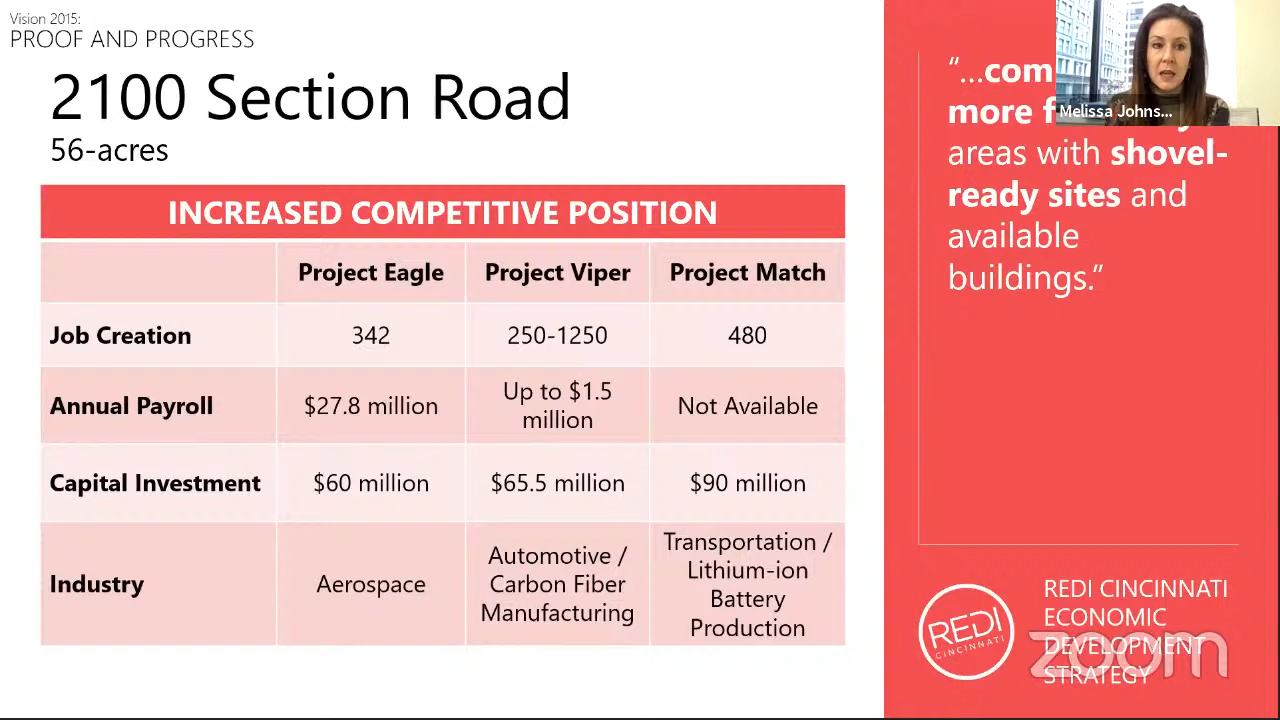 Vision 2015:
PROOF AND PROGRESS
2100 Section Road
56-acres
INCREASED COMPETITIVE POSITION
Project Eagle Project Viper Project Match
Job Creation 342 250-1250 480
Annual Payroll $27.8 million Up to $1.5 million Not Available
Capital Investment $60 million $65.5 million $90 million
Industry Aerospace Automotive / Carbon Fiber Manufacturing Transportation / Lithium-ion Battery Production
Melissa Johns...
"...com
more f
areas with shovel-
ready sites and
available
buildings."
REDI
CINCINNATI
REDI CINCINNATI
ECONOMIC
DEVELOPMENT
STRATEGY
zoom